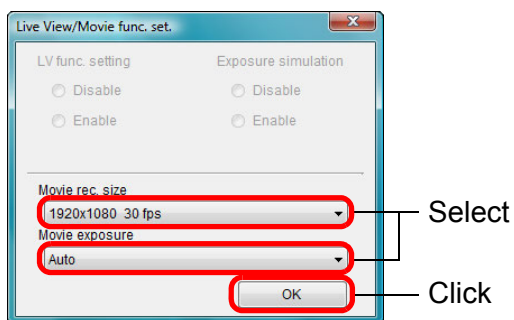 Live View/Movie func. set.
LV func. setting Exposure simulation
Disable Disable
Enable Enable
Movie rec. size
1920x1080 30 fps
Select
Movie exposure
Auto
OK
Click